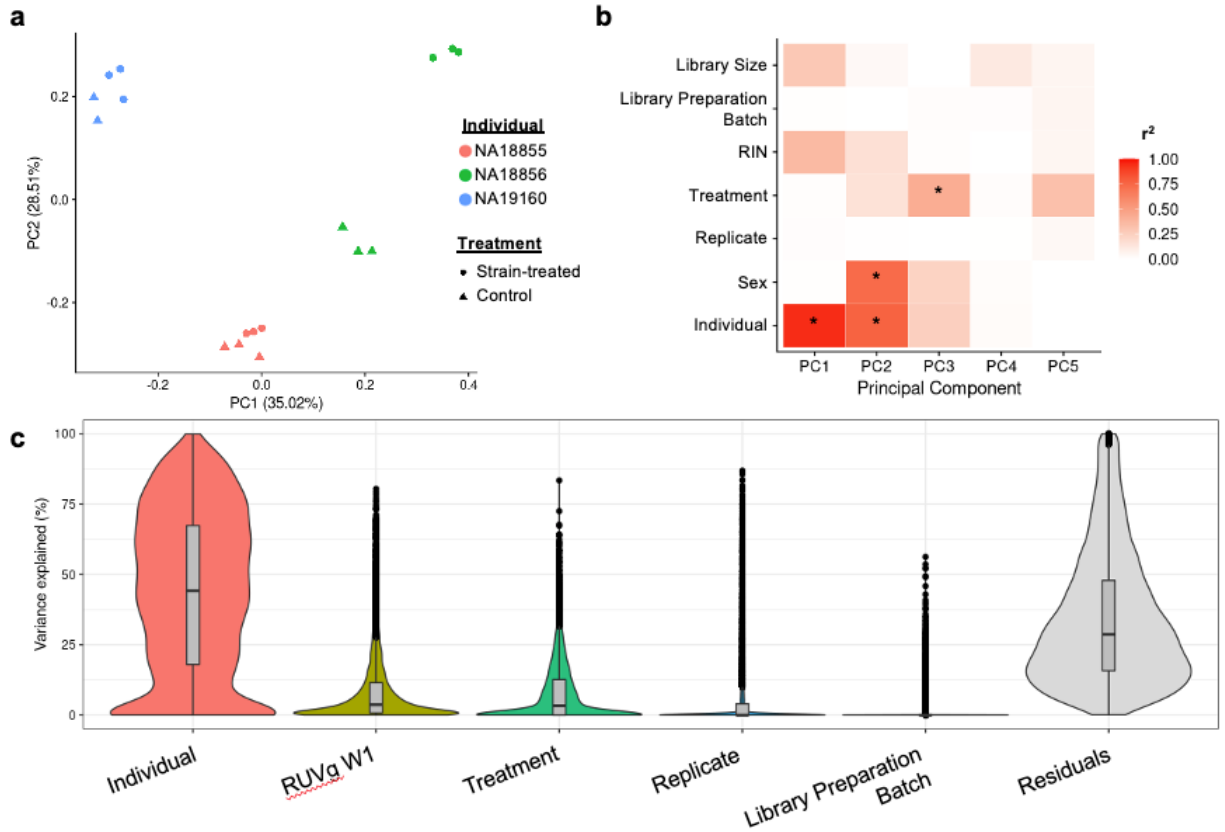 a
0.2
0.0
-0.2
PC2 (28.51%)
-0.2
0.0
0.2
0.4
PC1 (35.02%)
Individual
NA18855
NA18856
NA19160
Treatment
Strain-treated
Control
b
Library Size
Library Preparation
Batch
RIN
Treatment
Replicate
Sex
Individual
*
*
*
*
PC1
PC2
PC3
PC4
PC5
Principal Component
r²
1.00
0.75
0.50
0.25
0.00
c
Variance explained (%)
100
75
50
25
0
Individual
RUVg W1
Treatment
Replicate
Library Preparation
Batch
Residuals